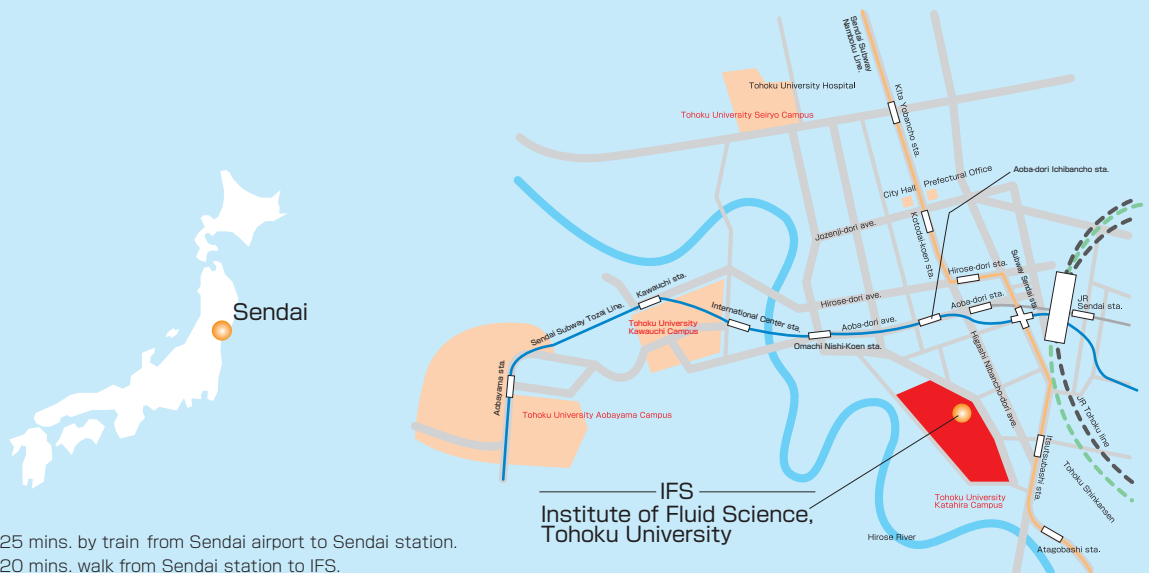 Sendai
25 mins. by train from Sendai airport to Sendai station.
20 mins. walk from Sendai station to IFS.
Sendai Subway
Namboku Line.
Tohoku University Hospital
Tohoku University Seiryo Campus
Kita Yobancho sta.
Aoba-dori Ichibancho sta.
City Hall
Prefectural Office
Kotodai-koen sta.
Jozenji-dori ave.
Hirose-dori sta.
Subway Sendai sta.
Kawauchi sta.
Hirose-dori ave.
Aoba-dori sta.
JR
Sendai sta.
Sendai Subway Tozai Line.
Tohoku University
Kawauchi Campus
International Center sta.
Aoba-dori ave.
Omachi Nishi-Koen sta.
Higashi Nibancho-dori ave.
Aobayama sta.
Tohoku University Aobayama Campus
JR Tohoku line
Itsutsubashi sta.
Tohoku Shinkansen
IFS
Institute of Fluid Science,
Tohoku University
Tohoku University
Katahira Campus
Hirose River
Atagobashi sta.